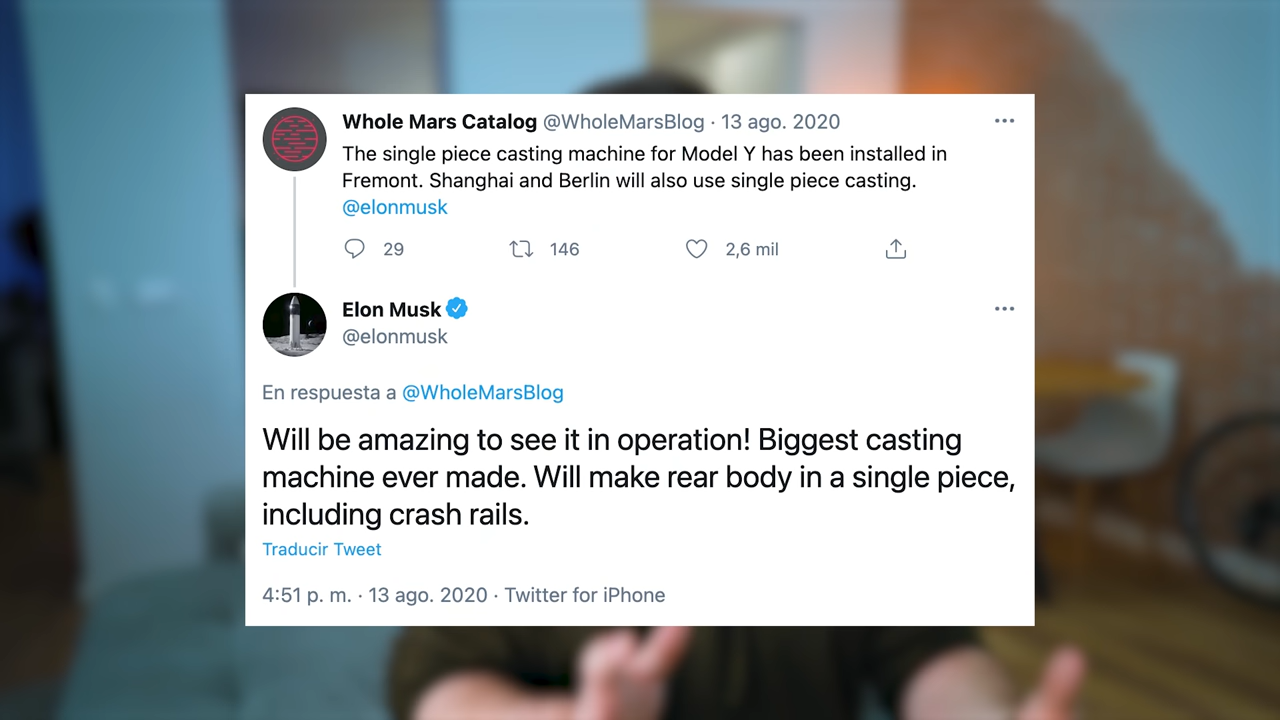 Whole Mars Catalog @WholeMarsBlog · 13 ago. 2020
The single piece casting machine for Model Y has been installed in
Fremont. Shanghai and Berlin will also use single piece casting.
@elonmusk
29 146 2,6 mil
Elon Musk
@elonmusk
En respuesta a @WholeMarsBlog
Will be amazing to see it in operation! Biggest casting
machine ever made. Will make rear body in a single piece,
including crash rails.
Traducir Tweet
4:51 p. m. · 13 ago. 2020 · Twitter for iPhone